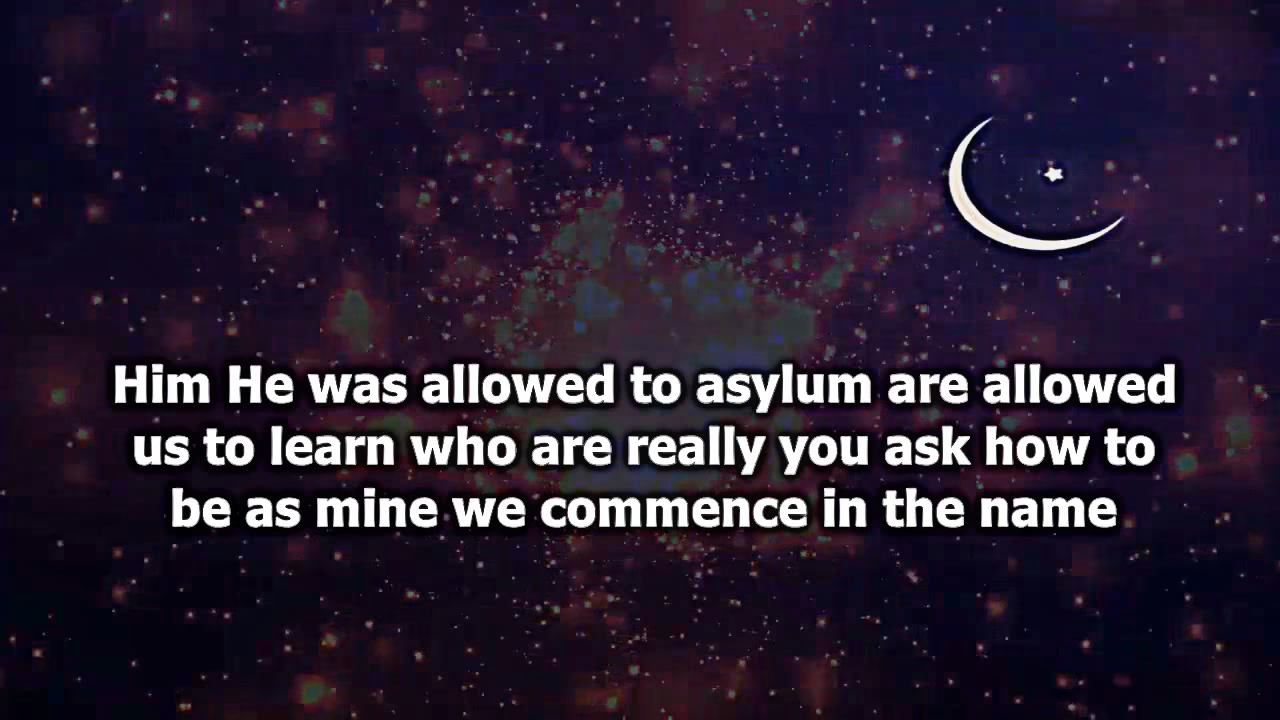 Him He was allowed to asylum are allowed
us to learn who are really you ask how to
be as mine we commence in the name